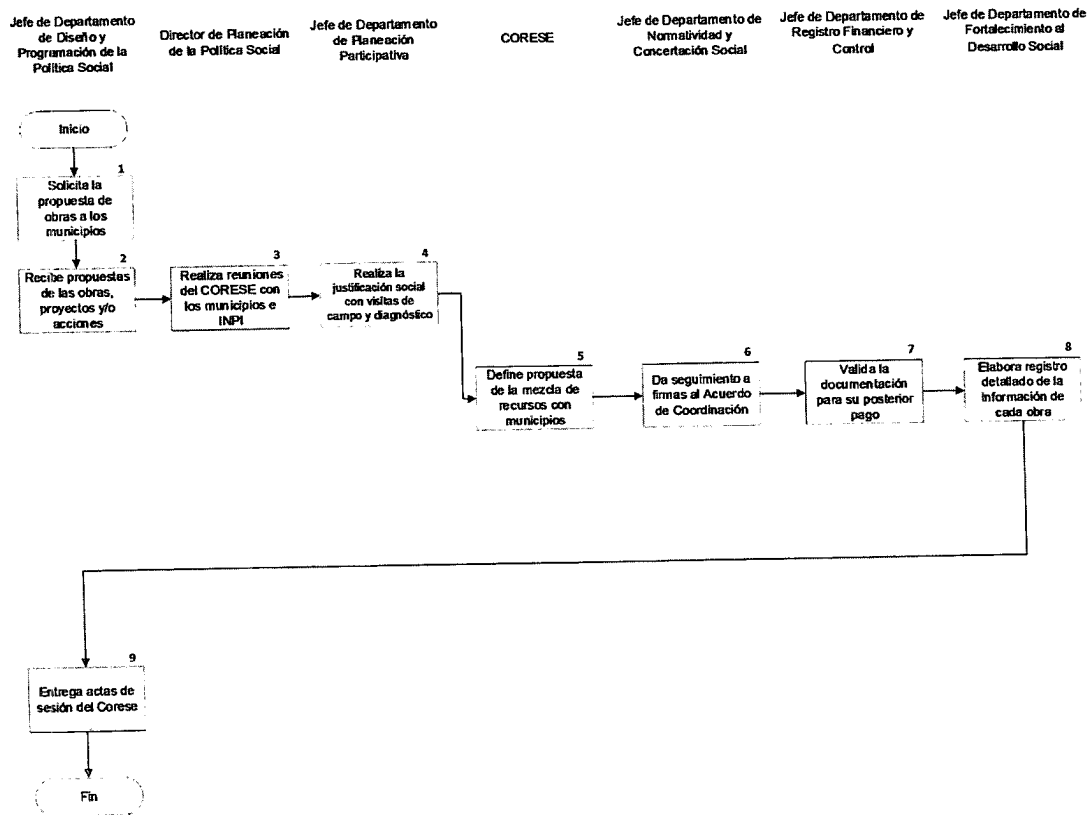 Jefe de Departamento
de Diseño y
Programación de la
Política Social
Director de Planeación
de la Política Social
Jefe de Departamento
de Planeación
Participativa
CORESE
Jefe de Departamento de
Normatividad y
Concertación Social
Jefe de Departamento de
Registro Financiero y
Control
Jefe de Departamento de
Fortalecimiento al
Desarrollo Social
Inicio
1
Solicita la
propuesta de
obras a los
municipios
2
Recibe propuestas
de las obras,
proyectos y/o
acciones
3
Realiza reuniones
del CORESE con
los municipios e
INPI
4
Realiza la
justificación social
con visitas de
campo y diagnóstico
5
Define propuesta
de la mezcla de
recursos con
municipios
6
Da seguimiento a
firmas al Acuerdo
de Coordinación
7
Valida la
documentación
para su posterior
pago
8
Elabora registro
detallado de la
Información de
cada obra
9
Entrega actas de
sesión del Corese
Fin